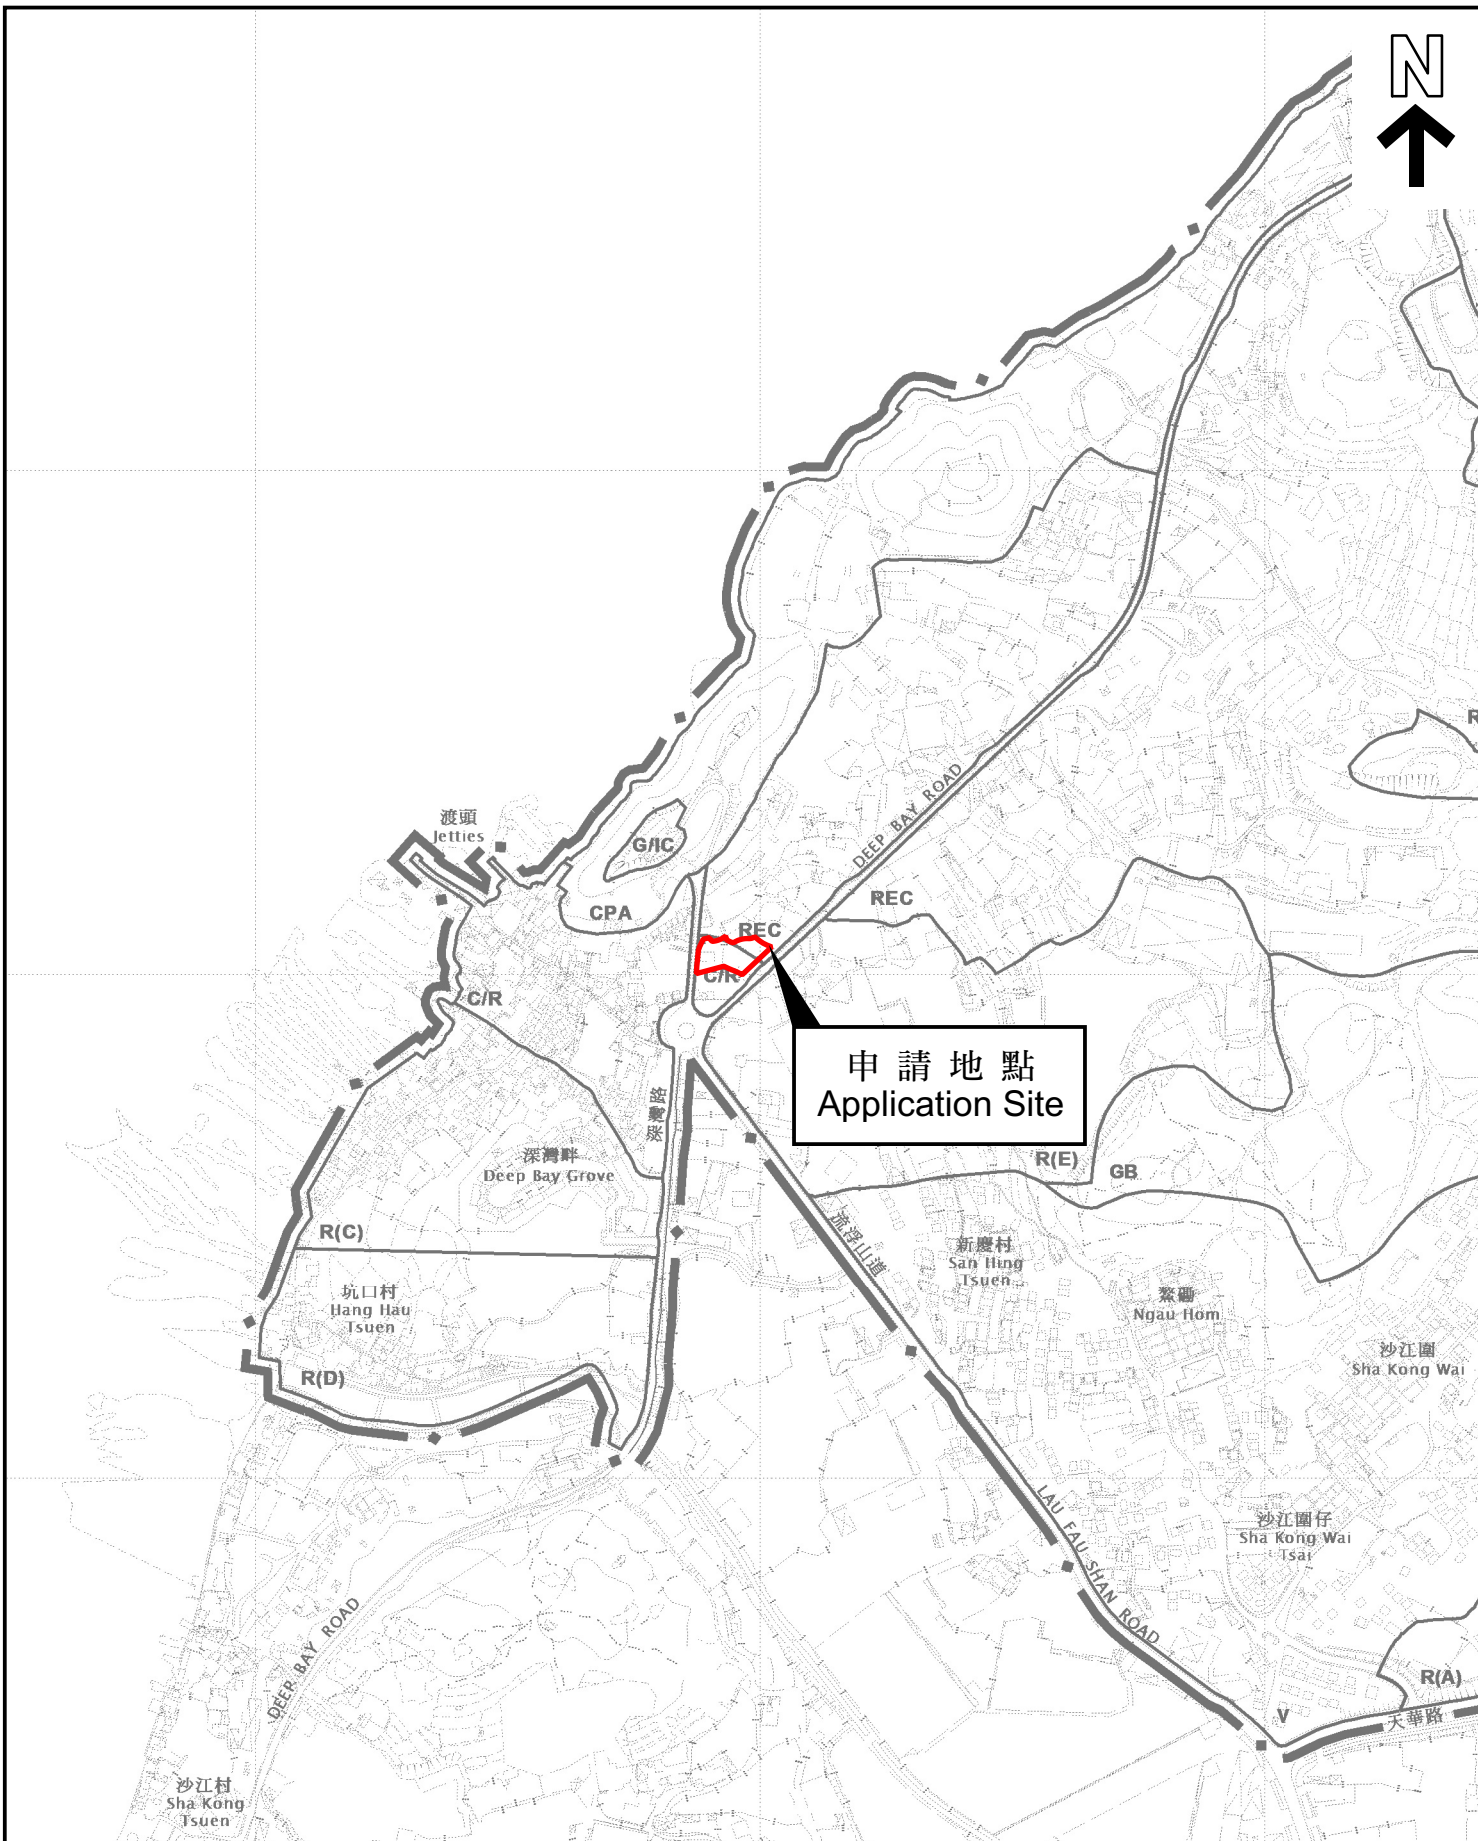 N
渡頭
Jetties
G/IC
CPA
DEEP BAY ROAD
REC
REC
C/R
C/R
申請地點
Application Site
深灣路
深灣畔
Deep Bay Grove
R(E)
GB
R(C)
流浮山道
新慶村
San Hing
Tsuen
坑口村
Hang Hau
Tsuen
鰲磡
Ngau Hom
沙江圍
Sha Kong Wai
R(D)
LAU FAU SHAN ROAD
沙江圍仔
Sha Kong Wai
Tsai
DEEP BAY ROAD
R(A)
V
天華路
沙江村
Sha Kong
Tsuen